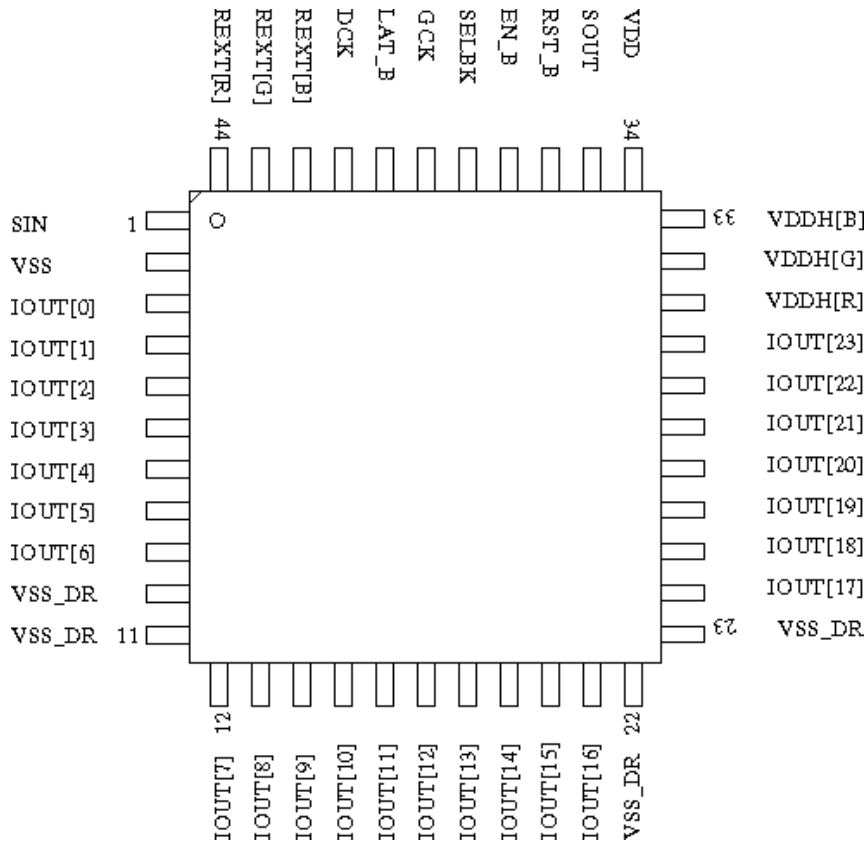 REXT[R]
REXT[G]
REXT[B]
DCK
LAT_B
GCK
SELBK
EN_B
RST_B
SOUT
VDD
44
34
SIN
1
VSS
IOUT[0]
IOUT[1]
IOUT[2]
IOUT[3]
IOUT[4]
IOUT[5]
IOUT[6]
VSS_DR
VSS_DR
11
33
VDDH[B]
VDDH[G]
VDDH[R]
IOUT[23]
IOUT[22]
IOUT[21]
IOUT[20]
IOUT[19]
IOUT[18]
IOUT[17]
23
VSS_DR
12
22
IOUT[7]
IOUT[8]
IOUT[9]
IOUT[10]
IOUT[11]
IOUT[12]
IOUT[13]
IOUT[14]
IOUT[15]
IOUT[16]
VSS_DR